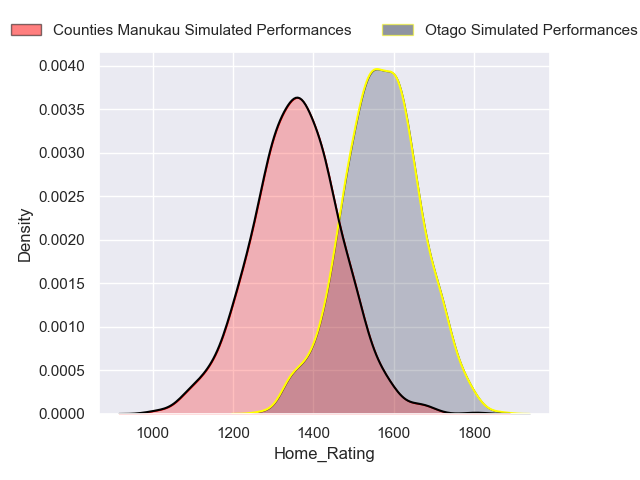 Counties Manukau Simulated Performances Otago Simulated Performances
0.0040
0.0035
0.0030
0.0025
0.0020
0.0015
0.0010
0.0005
0.0000
Density
1000 1200 1400 1600 1800
Home_Rating